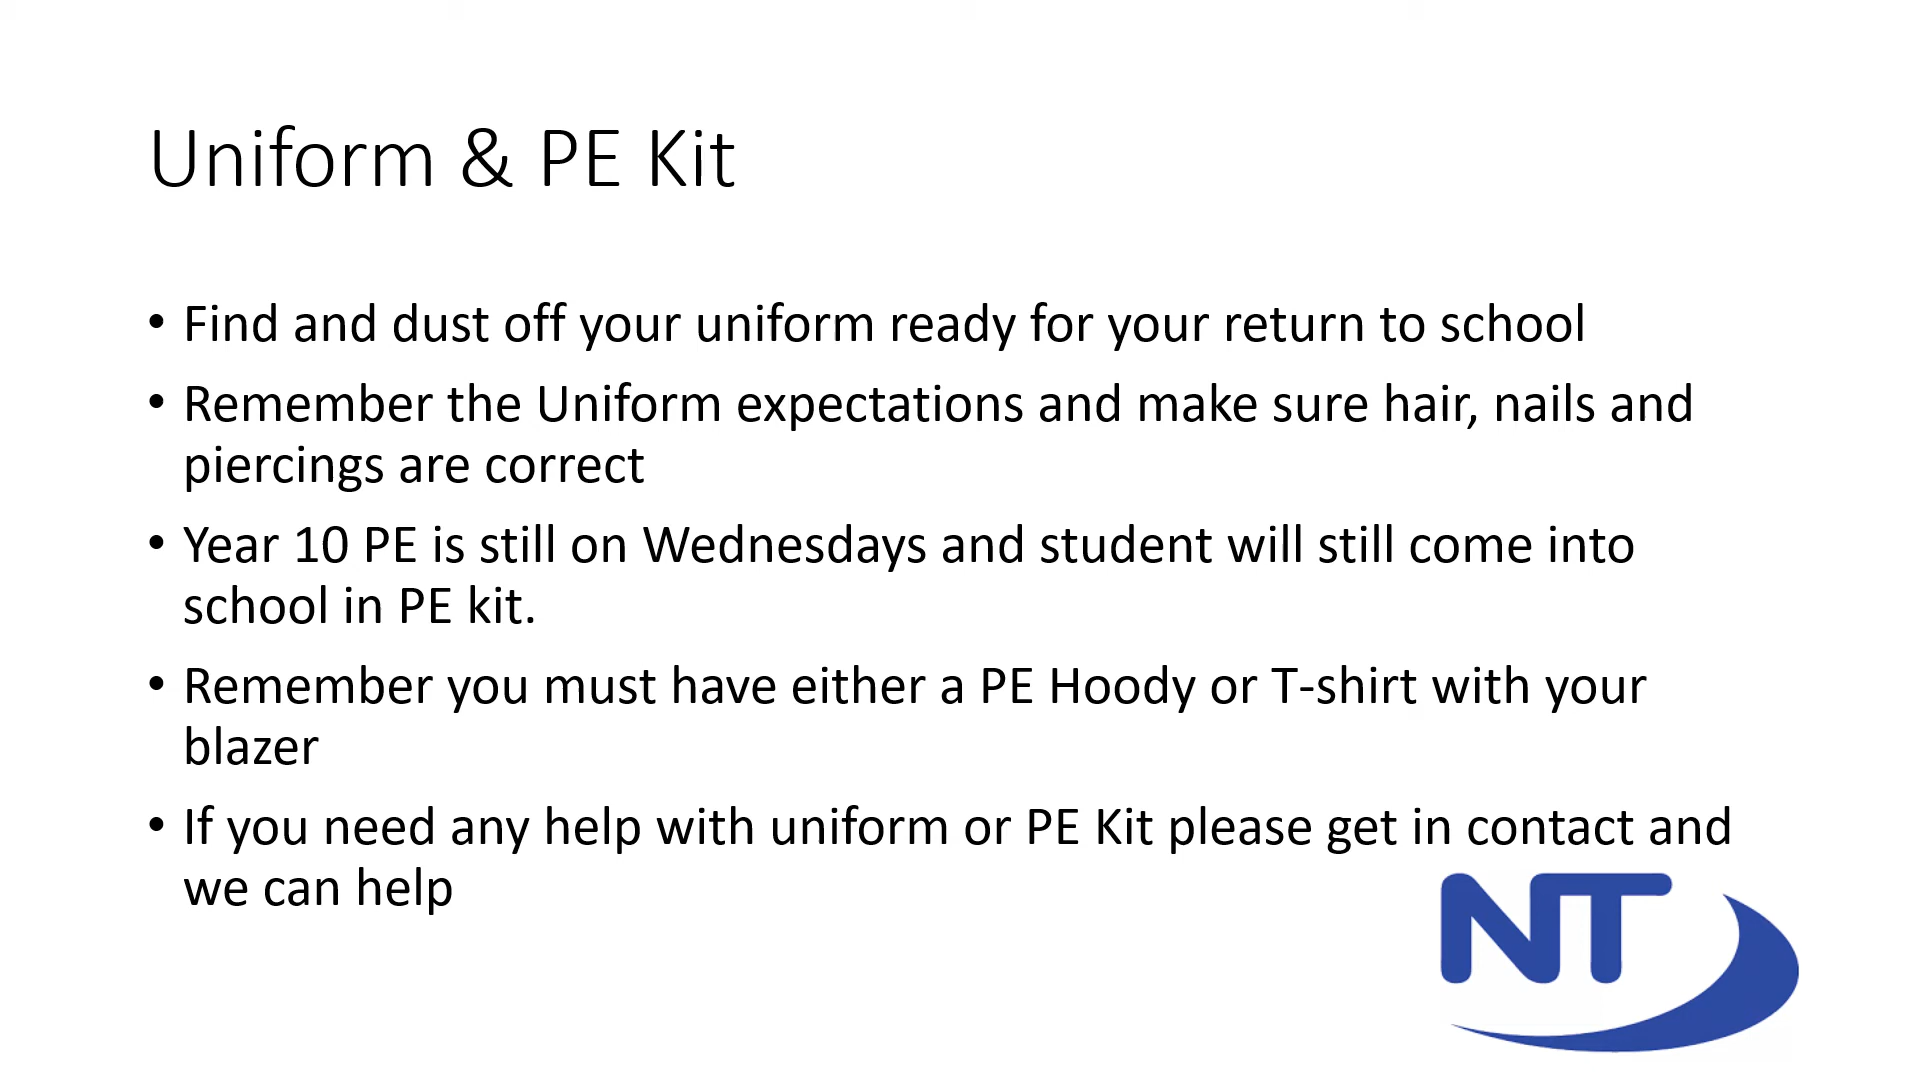 Uniform & PE Kit
• Find and dust off your uniform ready for your return to school
• Remember the Uniform expectations and make sure hair, nails and
piercings are correct
• Year 10 PE is still on Wednesdays and student will still come into
school in PE kit.
• Remember you must have either a PE Hoody or T-shirt with your
blazer
• If you need any help with uniform or PE Kit please get in contact and
we can help
NT